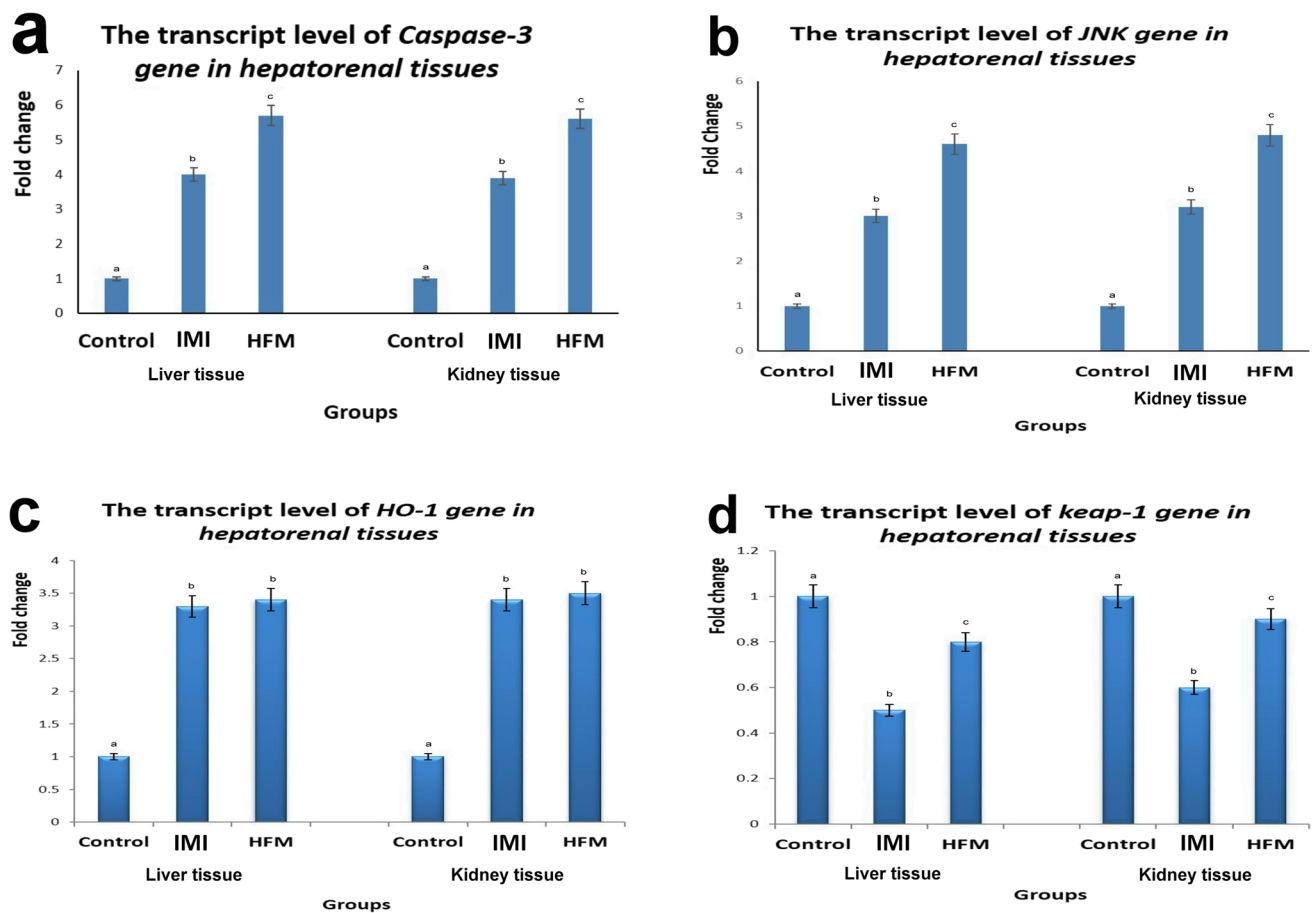 a
The transcript level of Caspase-3
gene in hepatorenal tissues
Fold change
7
6
5
4
3
2
1
0
a
b
c
a
b
c
Control IMI HFM Control IMI HFM
Liver tissue Kidney tissue
Groups
b
The transcript level of JNK gene in
hepatorenal tissues
Fold Change
6
5
4
3
2
1
0
a
b
c
a
b
c
Control IMI HFM Control IMI HFM
Liver tissue Kidney tissue
Groups
c
The transcript level of HO-1 gene in
hepatorenal tissues
Fold change
4
3.5
3
2.5
2
1.5
1
0.5
0
a
b
b
a
b
b
Control IMI HFM Control IMI HFM
Liver tissue Kidney tissue
Groups
d
The transcript level of keap-1 gene in
hepatorenal tissues
Fold change
1.2
1
0.8
0.6
0.4
0.2
0
a
b
c
a
b
c
Control IMI HFM Control IMI HFM
Liver tissue Kidney tissue
Groups